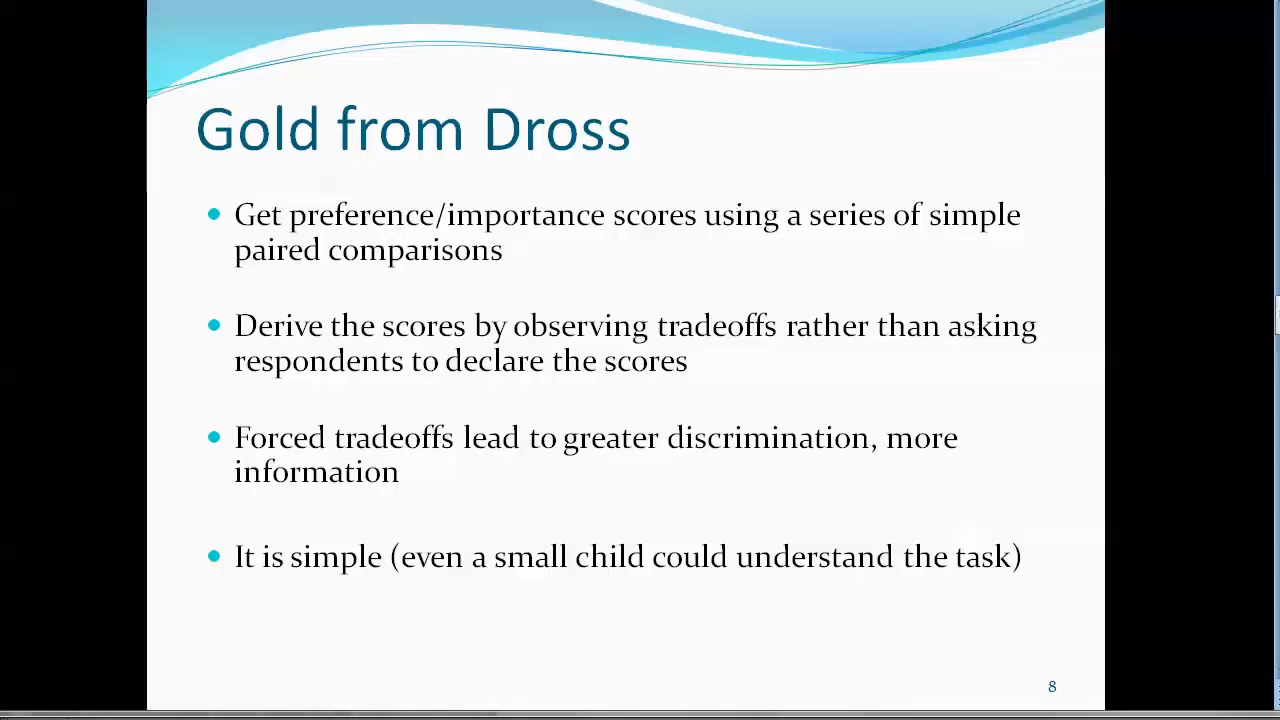 Gold from Dross
Get preference/importance scores using a series of simple
paired comparisons
Derive the scores by observing tradeoffs rather than asking
respondents to declare the scores
Forced tradeoffs lead to greater discrimination, more
information
It is simple (even a small child could understand the task)
8